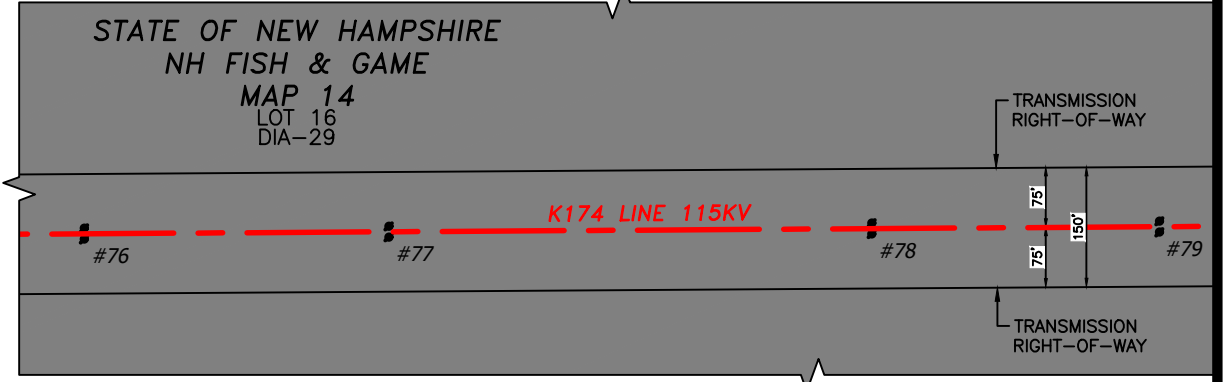 STATE OF NEW HAMPSHIRE
NH FISH & GAME
MAP 14
LOT 16
DIA-29
TRANSMISSION
RIGHT-OF-WAY
K174 LINE 115KV
75'
150'
75'
#76
#77
#78
#79
TRANSMISSION
RIGHT-OF-WAY